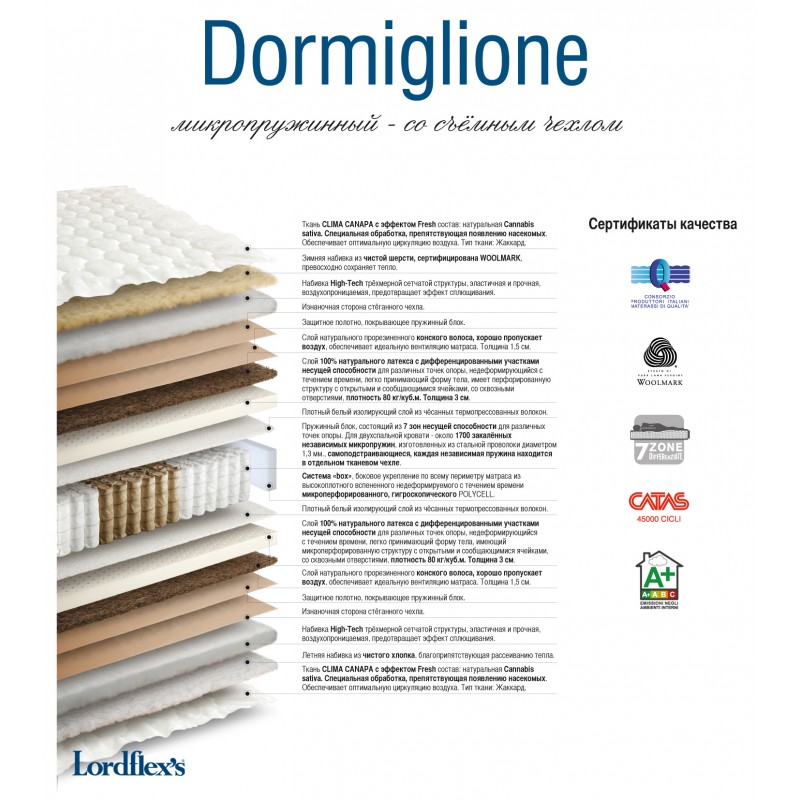 Dormiglione
микропружинный - со съёмным чехлом
Ткань CLIMA CANAPA с эффектом Fresh состав: натуральная Cannabis
sativa. Специальная обработка, препятствующая появлению насекомых.
Обеспечивает оптимальную циркуляцию воздуха. Тип ткани: Жаккард.
Зимняя набивка из чистой шерсти, сертифицирована WOOLMARK,
превосходно сохраняет тепло.
Набивка High-Tech трёхмерной сетчатой структуры, эластичная и прочная,
воздухопроницаемая, предотвращает эффект сплющивания.
Изнаночная сторона стёганного чехла.
Защитное полотно, покрывающее пружинный блок.
Слой натурального прорезиненного конского волоса, хорошо пропускает
воздух, обеспечивает идеальную вентиляцию матраса. Толщина 1,5 см.
Слой 100% натурального латекса с дифференцированными участками
несущей способности для различных точек опоры, недеформирующийся с
течением времени, легко принимающий форму тела, имеет перфорированную
структуру с открытыми и сообщающимися ячейками, со сквозными
отверстиями, плотность 80 кг/куб.м. Толщина 3 см.
Плотный белый изолирующий слой из чёсанных термопрессованных волокон.
Пружинный блок, состоящий из 7 зон несущей способности для различных
точек опоры. Для двухспальной кровати - около 1700 закалённых
независимых микропружин, изготовленных из стальной проволоки диаметром
1,3 мм., самоподстраивающиеся, каждая независимая пружина находится
в отдельном тканевом чехле.
Система «box», боковое укрепление по всему периметру матраса из
высокоплотного вспененного недеформируемого с течением времени
микроперфорированного, гигроскопического POLYCELL.
Плотный белый изолирующий слой из чёсанных термопрессованных волокон.
Слой 100% натурального латекса с дифференцированными участками
несущей способности для различных точек опоры, недеформирующийся
с течением времени, легко принимающий форму тела, имеющий
микроперфорированную структуру с открытыми и сообщающимися ячейками,
со сквозными отверстиями, плотность 80 кг/куб.м. Толщина 3 см.
Слой натурального прорезиненного конского волоса, хорошо пропускает
воздух, обеспечивает идеальную вентиляцию матраса. Толщина 1,5 см.
Защитное полотно, покрывающее пружинный блок.
Изнаночная сторона стёганного чехла.
Набивка High-Tech трёхмерной сетчатой структуры, эластичная и прочная,
воздухопроницаемая, предотвращает эффект сплющивания.
Летняя набивка из чистого хлопка, благоприпятствующая рассеиванию тепла.
Ткань CLIMA CANAPA с эффектом Fresh состав: натуральная Cannabis
sativa. Специальная обработка, препятствующая появлению насекомых.
Обеспечивает оптимальную циркуляцию воздуха. Тип ткани: Жаккард.
Сертификаты качества
Q
CONSORZIO
PRODUTTORI ITALIANI
MATERASSI DI QUALITA'
PURA LANA VERGINE
WOOLMARK
7 ZONE
DIFFERENZIATE
CATAS
45000 CICLI
A+
A+ A B C
EMISSIONI NEGLI
AMBIENTI INTERNI
Lordflex's